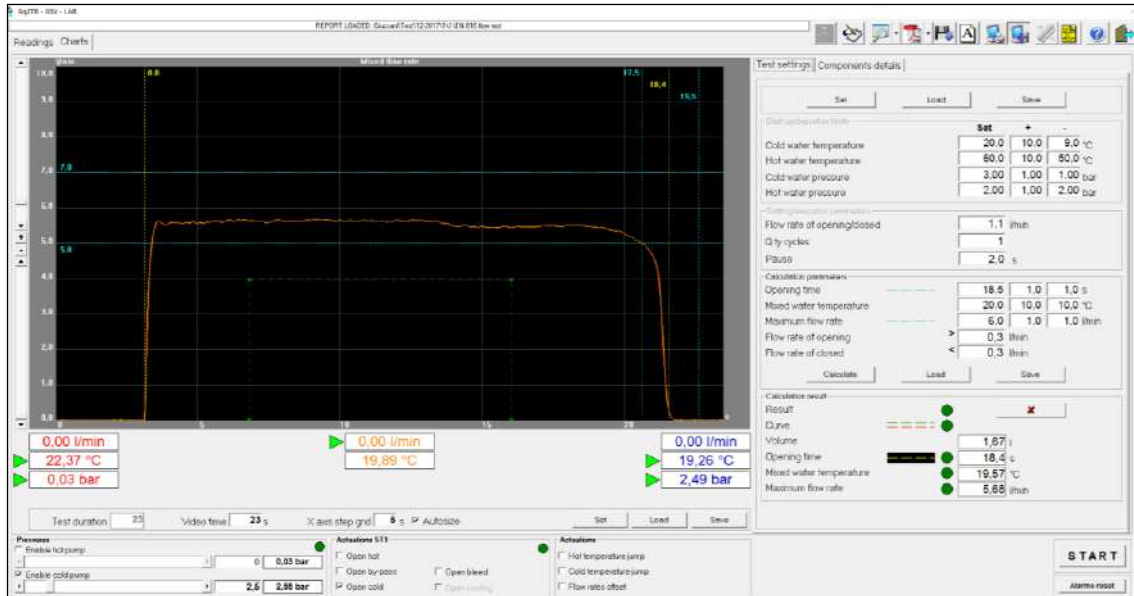 REPORT LOADED
EN 816 flow test
Readings
Charts
l/min
Mixed flow rate
10,0
9,0
8,0
7,0
6,0
5,0
4,0
3,0
2,0
1,0
0,0
7,0
5,0
0,0
17,5
18,4
19,5
0
5
10
15
20
0,00 l/min
22,37 °C
0,03 bar
0,00 l/min
19,89 °C
0,00 l/min
19,26 °C
2,49 bar
Test duration 23
Video time 23 s
X axis step grid 5 s Autosize
Set Load Save
Test settings
Components details
Set Load Save
Set + -
Cold water temperature 20,0 10,0 9,0 °C
Hot water temperature 60,0 10,0 50,0 °C
Cold water pressure 3,00 1,00 1,00 bar
Hot water pressure 2,00 1,00 2,00 bar
Flow rate of opening/closed 1,1 l/min
Q.ty cycles 1
Pause 2,0 s
Calculation parameters
Opening time 18,5 1,0 1,0 s
Mixed water temperature 20,0 10,0 10,0 °C
Maximum flow rate 6,0 1,0 1,0 l/min
Flow rate of opening > 0,3 l/min
Flow rate of closed < 0,3 l/min
Calculate Load Save
Calculation result
Result
Curve
Volume 1,67 l
Opening time 18,4 s
Mixed water temperature 19,57 °C
Maximum flow rate 5,68 l/min
Pressures
Enable hot pump
0 0,03 bar
Enable cold pump
2,5 2,55 bar
Actuations ST1
Open hot
Open by-pass
Open bleed
Open cold
Actuations
Hot temperature jump
Cold temperature jump
Flow rates offset
START
Alarms reset